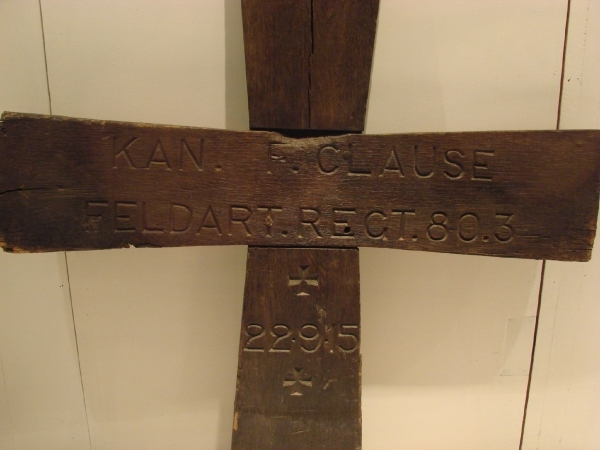 KAN. F. CLAUSE
FELDART. REGT. 80.3
22·9·15